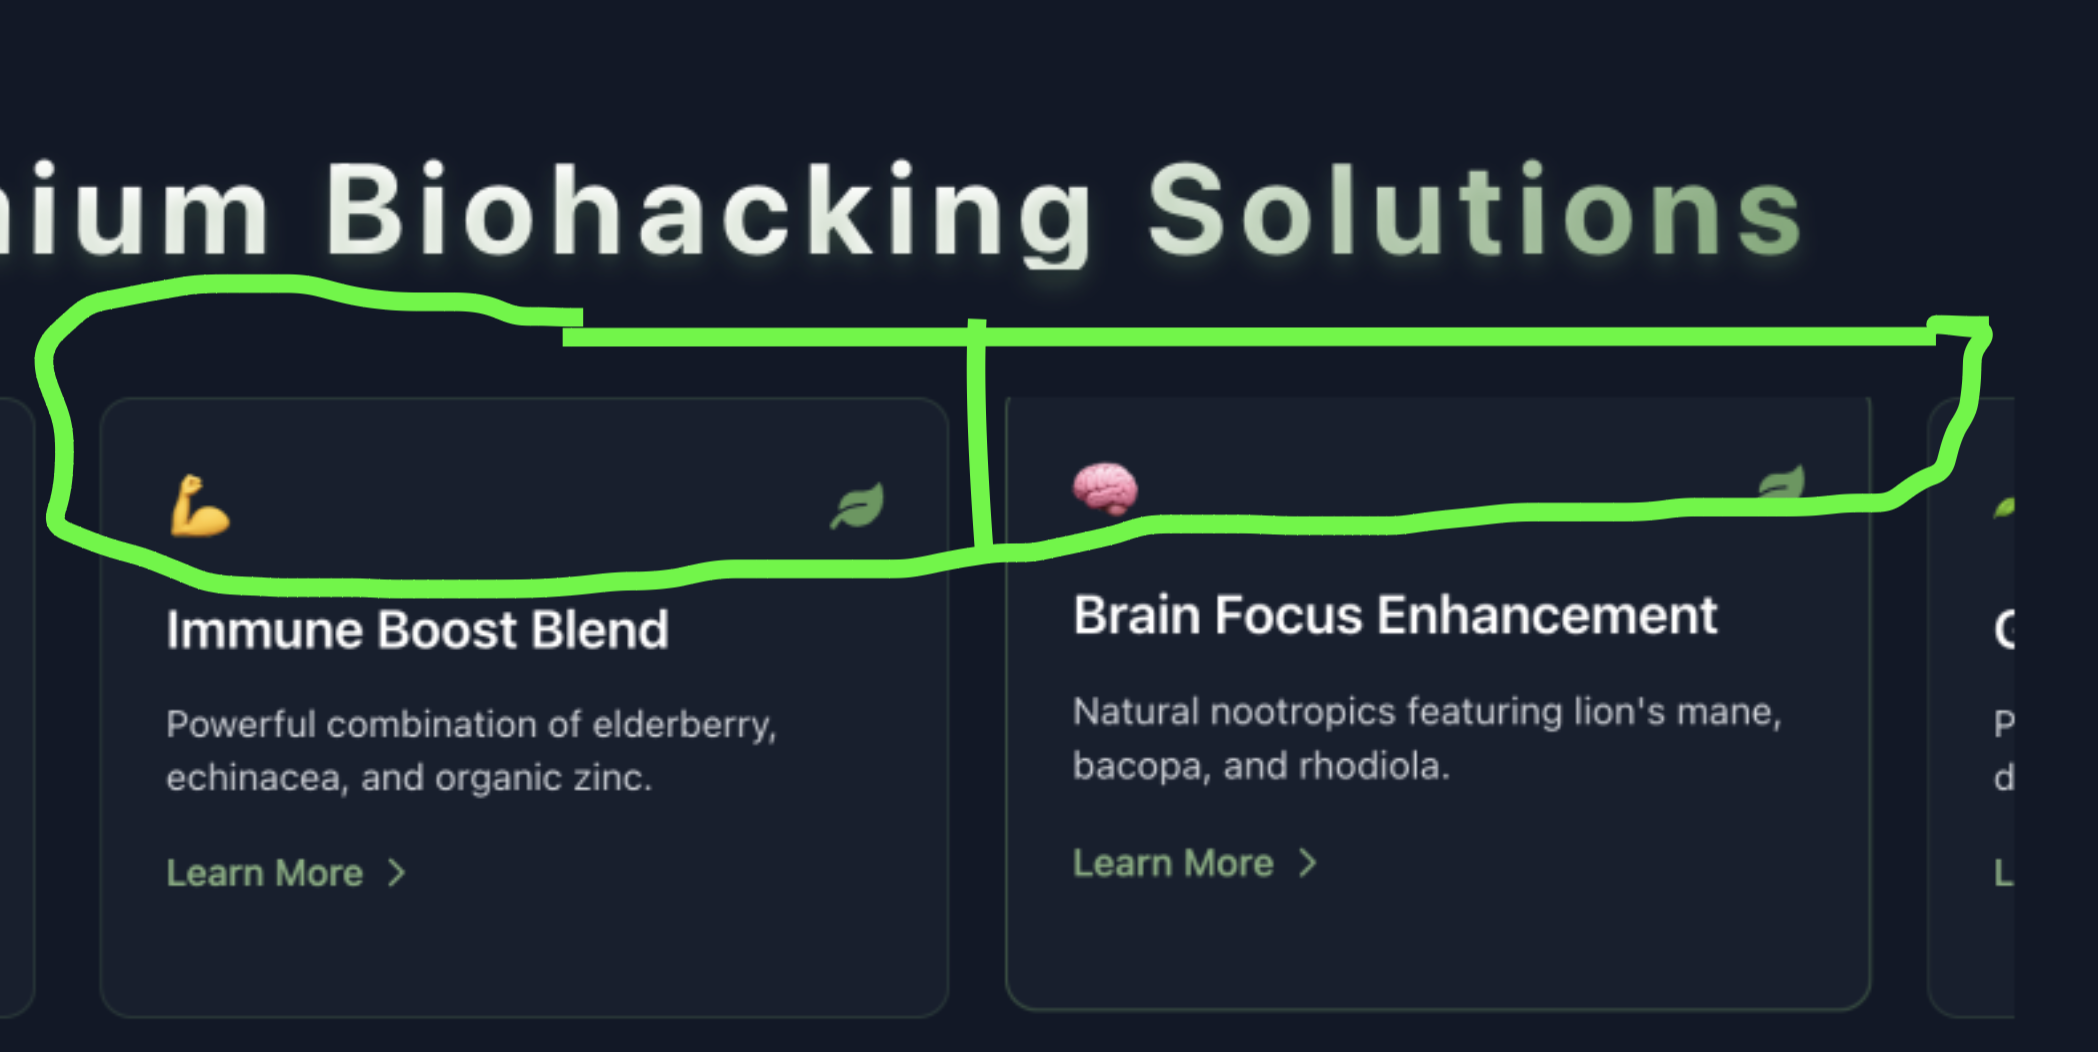 Biohacking Solutions
Immune Boost Blend
Powerful combination of elderberry,
echinacea, and organic zinc.
Learn More
Brain Focus Enhancement
Natural nootropics featuring lion's mane,
bacopa, and rhodiola.
Learn More